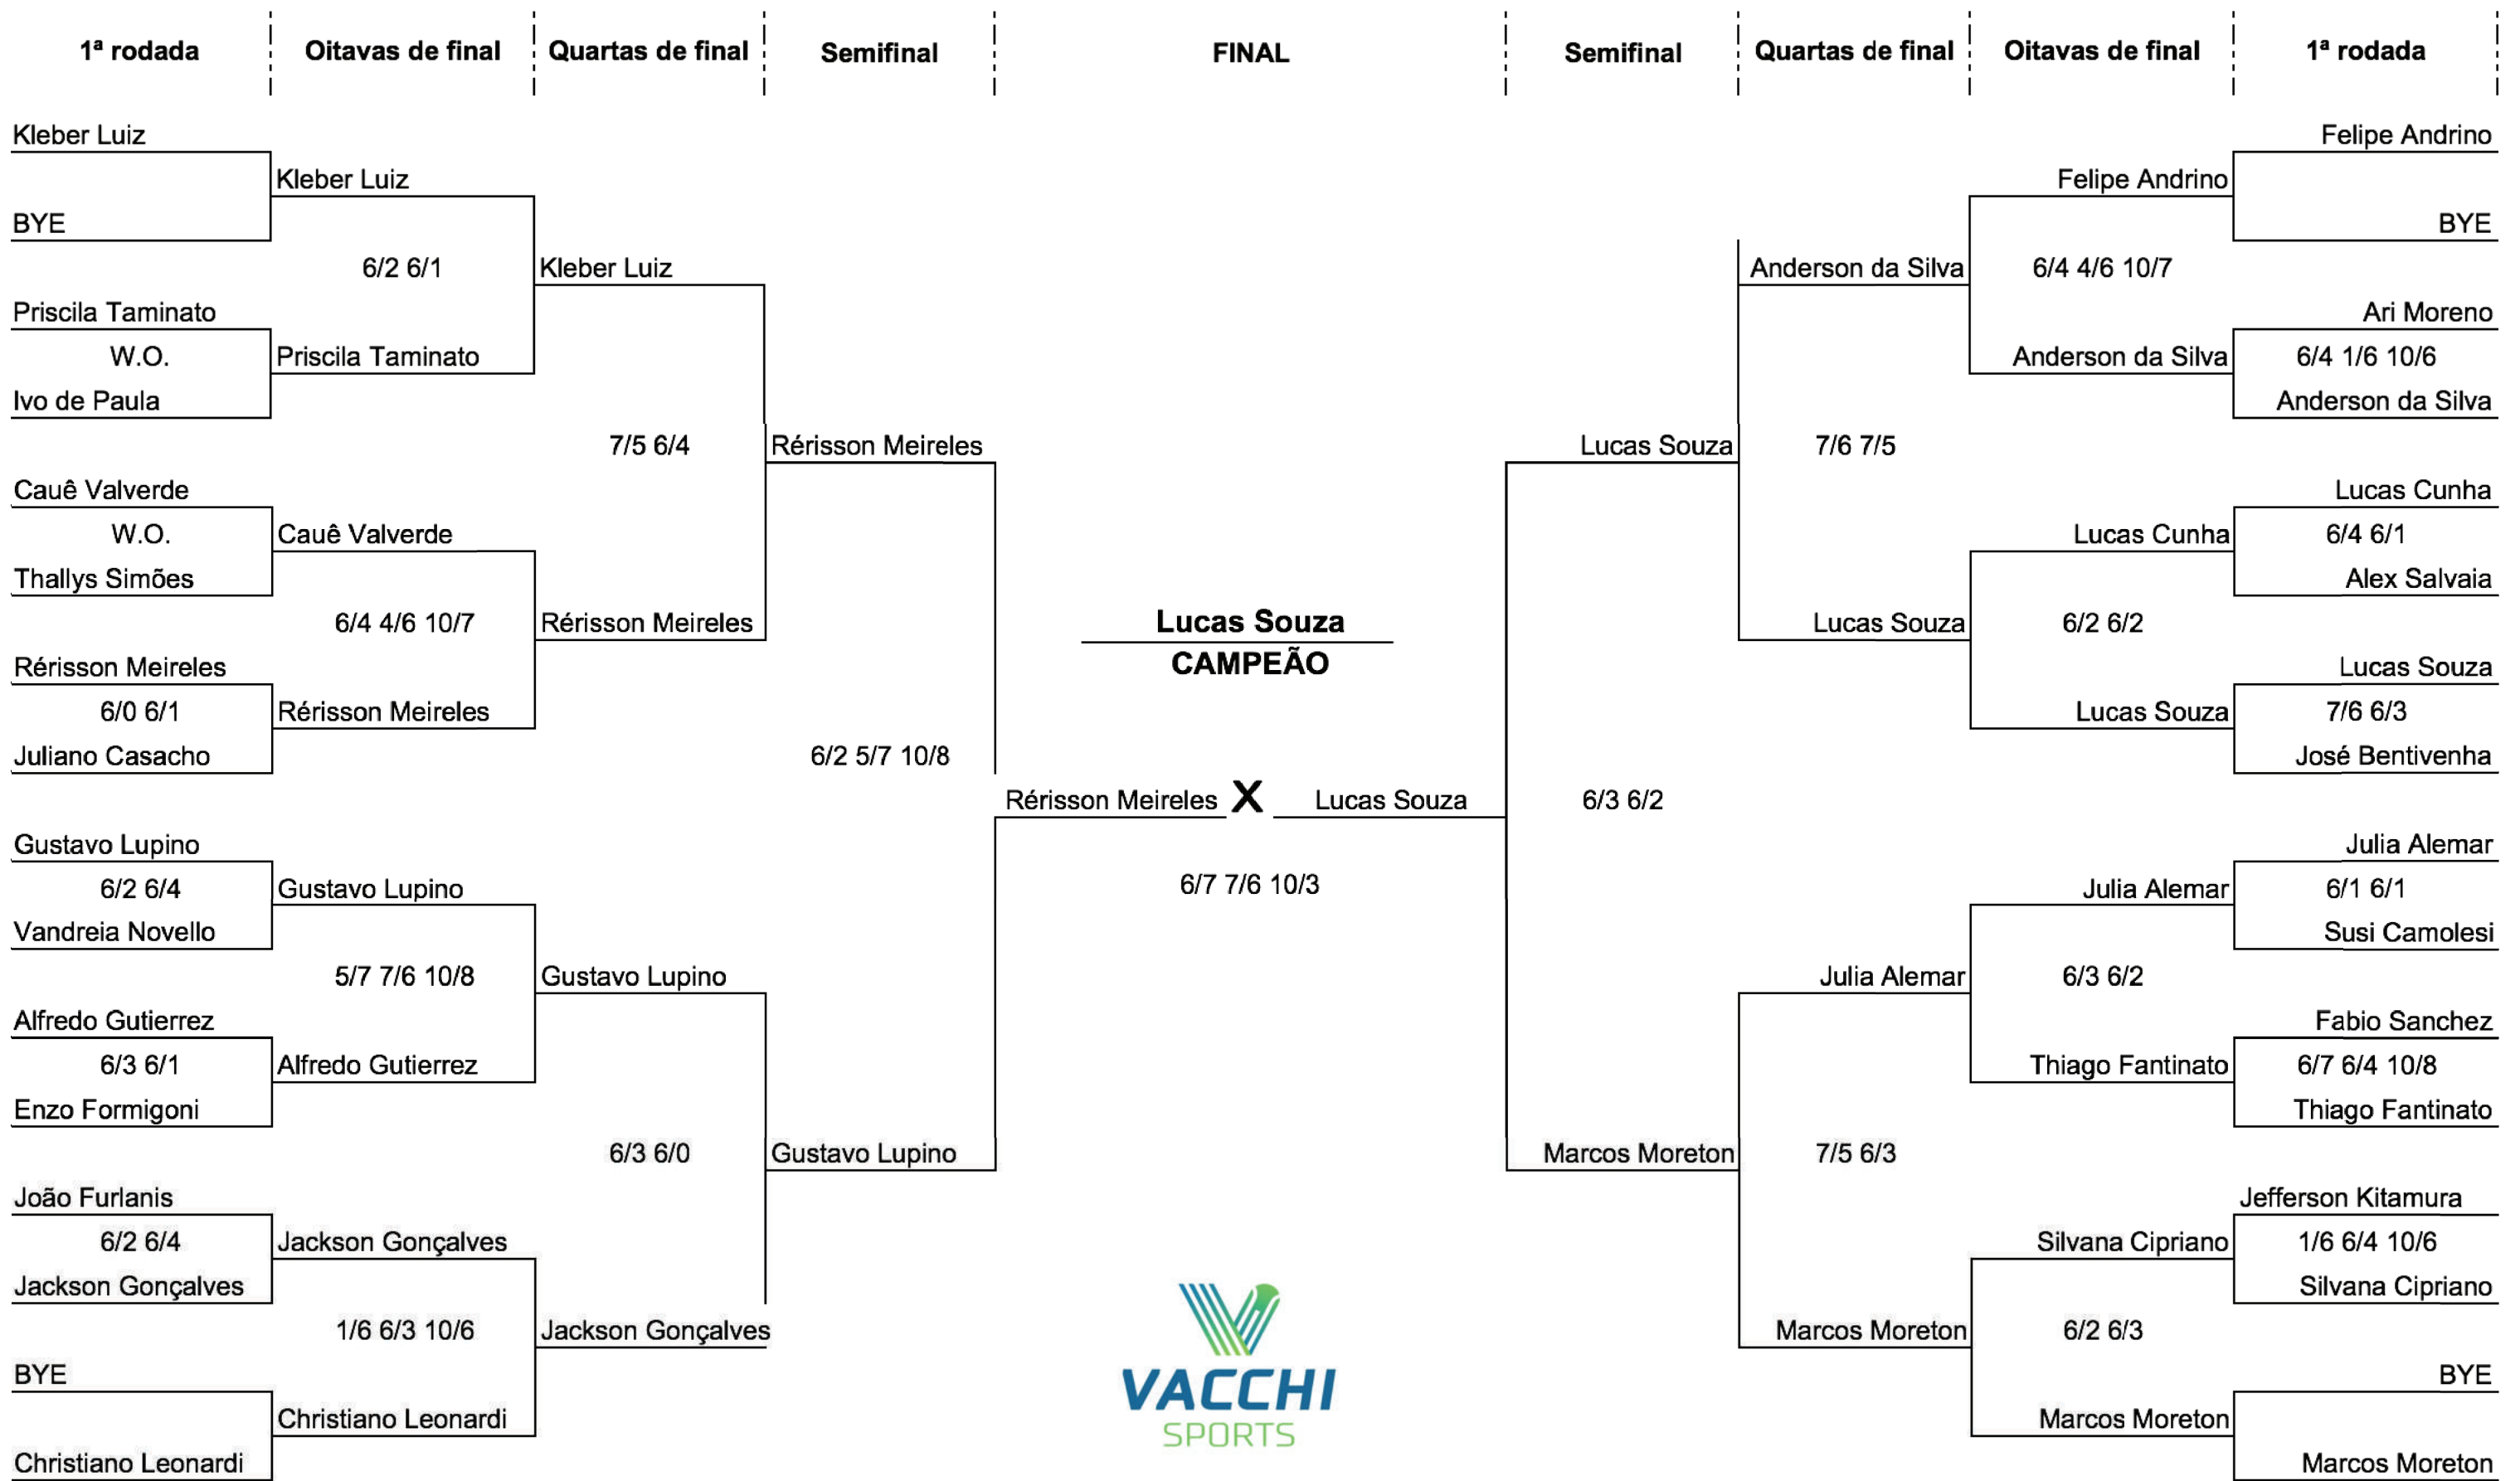 1ª rodada
Oitavas de final
Quartas de final
Semifinal
FINAL
Semifinal
Quartas de final
Oitavas de final
1ª rodada
Kleber Luiz
BYE
Priscila Taminato
W.O.
Ivo de Paula
Cauê Valverde
W.O.
Thallys Simões
Rérisson Meireles
6/0 6/1
Juliano Casacho
Gustavo Lupino
6/2 6/4
Vandreia Novello
Alfredo Gutierrez
6/3 6/1
Enzo Formigoni
João Furlanis
6/2 6/4
Jackson Gonçalves
BYE
Christiano Leonardi
Kleber Luiz
6/2 6/1
Priscila Taminato
Cauê Valverde
6/4 4/6 10/7
Rérisson Meireles
Gustavo Lupino
5/7 7/6 10/8
Alfredo Gutierrez
Jackson Gonçalves
1/6 6/3 10/6
Christiano Leonardi
Kleber Luiz
7/5 6/4
Rérisson Meireles
Gustavo Lupino
6/3 6/0
Jackson Gonçalves
Rérisson Meireles
6/2 5/7 10/8
Gustavo Lupino
Lucas Souza
CAMPEÃO
Rérisson Meireles X Lucas Souza
6/7 7/6 10/3
VACCHI
SPORTS
Lucas Souza
6/3 6/2
Marcos Moreton
Anderson da Silva
7/6 7/5
Lucas Souza
Julia Alemar
7/5 6/3
Marcos Moreton
Felipe Andrino
6/4 4/6 10/7
Anderson da Silva
Lucas Cunha
6/2 6/2
Lucas Souza
Julia Alemar
6/3 6/2
Thiago Fantinato
Silvana Cipriano
6/2 6/3
Marcos Moreton
Felipe Andrino
BYE
Ari Moreno
6/4 1/6 10/6
Anderson da Silva
Lucas Cunha
6/4 6/1
Alex Salvaia
Lucas Souza
7/6 6/3
José Bentivenha
Julia Alemar
6/1 6/1
Susi Camolesi
Fabio Sanchez
6/7 6/4 10/8
Thiago Fantinato
Jefferson Kitamura
1/6 6/4 10/6
Silvana Cipriano
BYE
Marcos Moreton